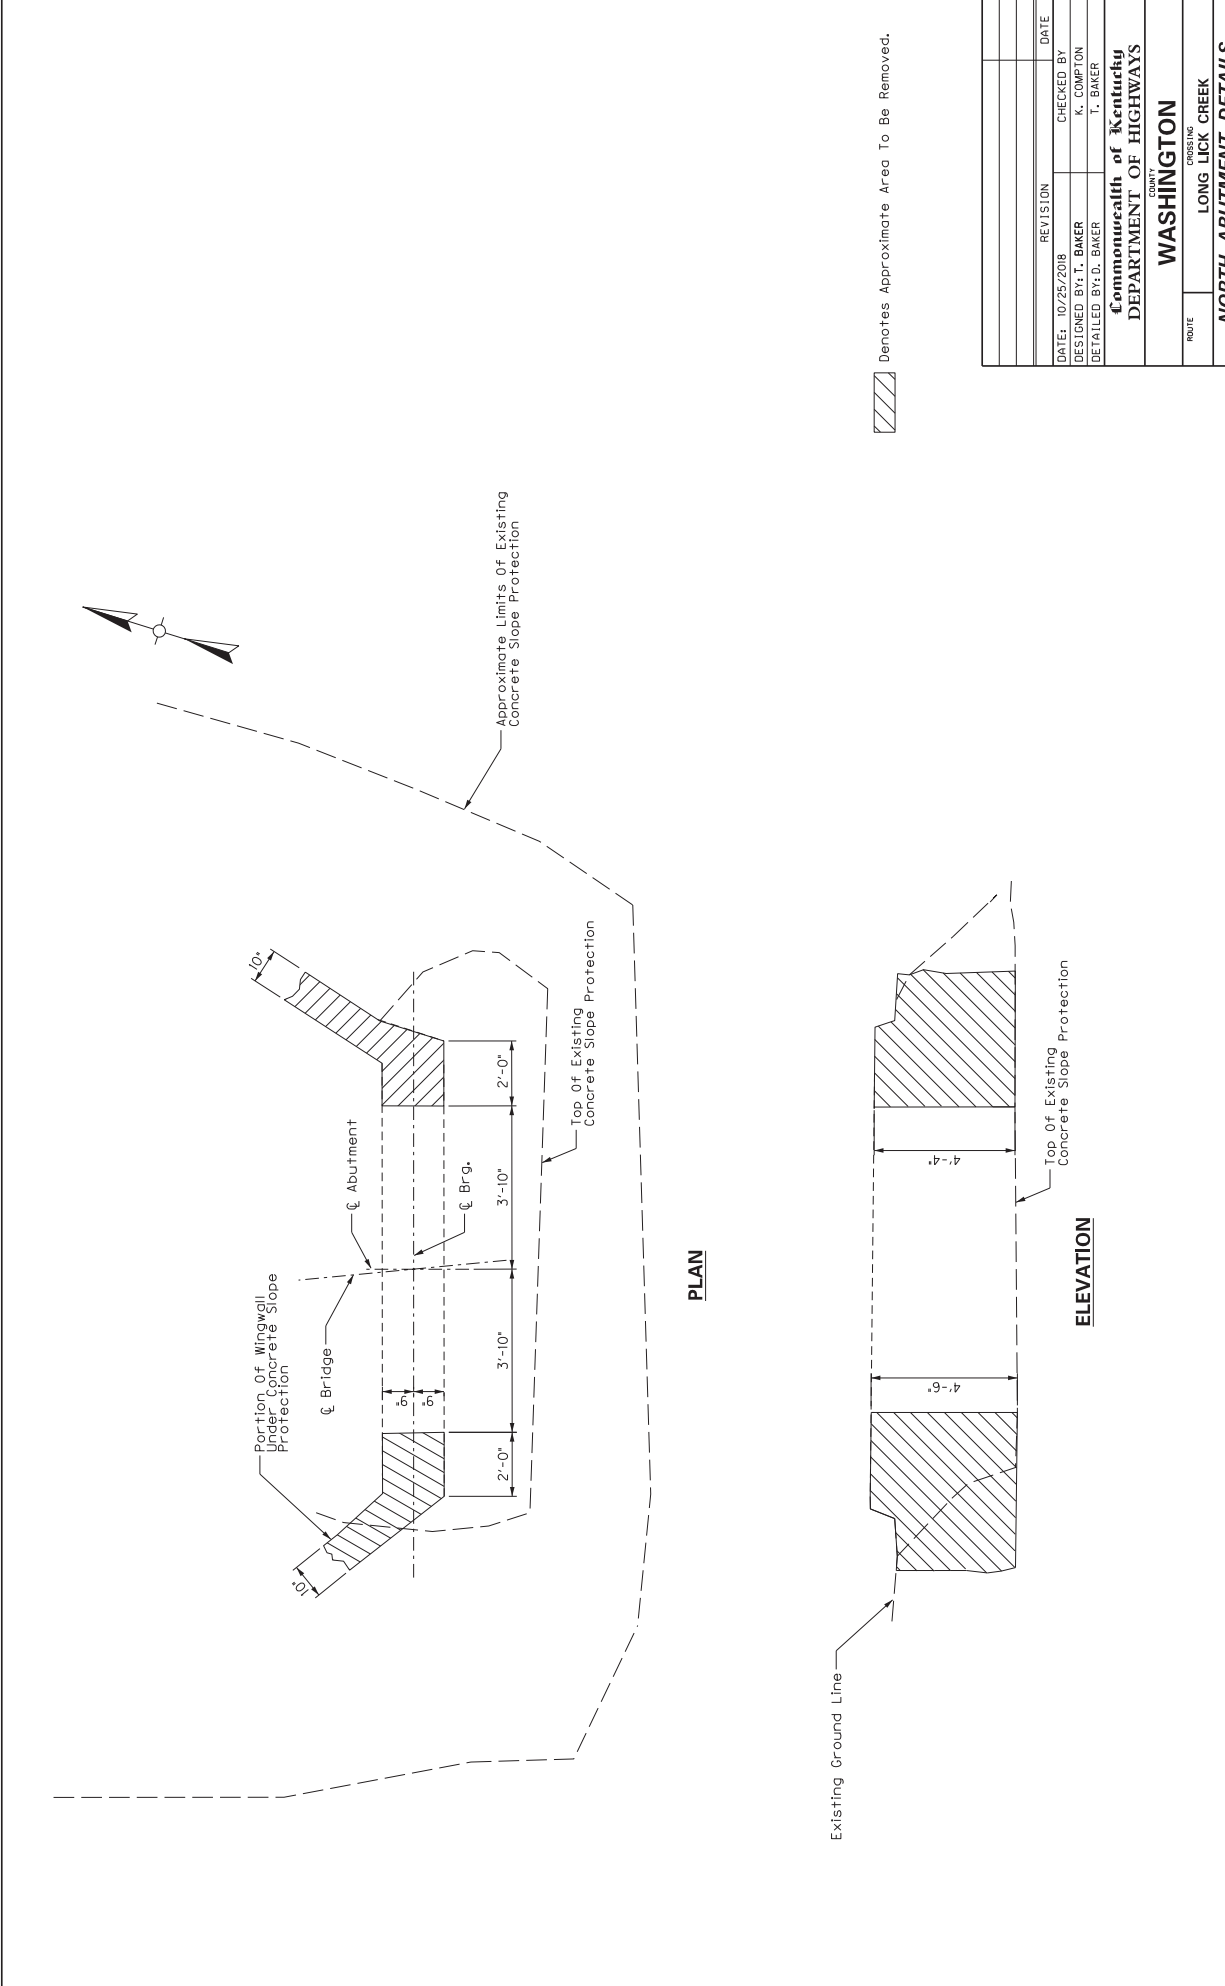 Portion Of Wingwall
Under Concrete Slope
Protection
℄ Bridge
℄ Abutment
℄ Brg.
10"
10"
9"
9"
2'-0"
3'-10"
3'-10"
2'-0"
Top Of Existing
Concrete Slope Protection
Approximate Limits Of Existing
Concrete Slope Protection
PLAN
Existing Ground Line
4'-6"
4'-4"
Top Of Existing
Concrete Slope Protection
ELEVATION
Denotes Approximate Area To Be Removed.
REVISION DATE
DATE: 10/25/2018 CHECKED BY
DESIGNED BY: T. BAKER K. COMPTON
DETAILED BY: D. BAKER T. BAKER
Commonwealth of Kentucky
DEPARTMENT OF HIGHWAYS
COUNTY
WASHINGTON
ROUTE CROSSING
LONG LICK CREEK
NORTH ABUTMENT DETAILS